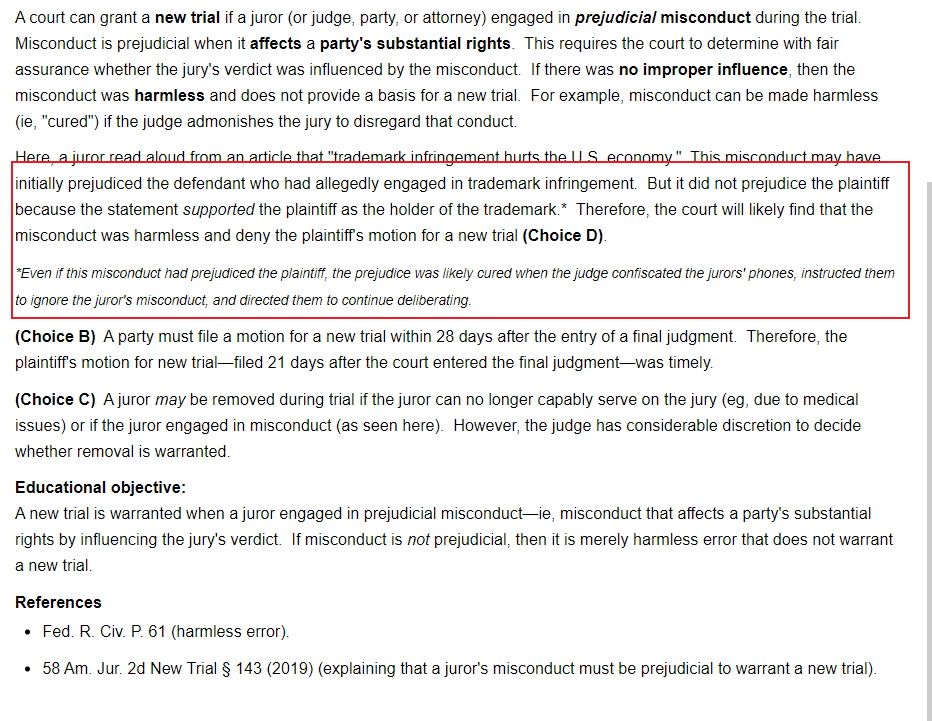 A court can grant a new trial if a juror (or judge, party, or attorney) engaged in prejudicial misconduct during the trial.
Misconduct is prejudicial when it affects a party's substantial rights. This requires the court to determine with fair
assurance whether the jury's verdict was influenced by the misconduct. If there was no improper influence, then the
misconduct was harmless and does not provide a basis for a new trial. For example, misconduct can be made harmless
(ie, "cured") if the judge admonishes the jury to disregard that conduct.
Here, a juror read aloud from an article that "trademark infringement hurts the U.S. economy." This misconduct may have
initially prejudiced the defendant who had allegedly engaged in trademark infringement. But it did not prejudice the plaintiff
because the statement supported the plaintiff as the holder of the trademark.* Therefore, the court will likely find that the
misconduct was harmless and deny the plaintiff's motion for a new trial (Choice D).
*Even if this misconduct had prejudiced the plaintiff, the prejudice was likely cured when the judge confiscated the jurors' phones, instructed them
to ignore the juror's misconduct, and directed them to continue deliberating.
(Choice B) A party must file a motion for a new trial within 28 days after the entry of a final judgment. Therefore, the
plaintiff's motion for new trial—filed 21 days after the court entered the final judgment—was timely.
(Choice C) A juror may be removed during trial if the juror can no longer capably serve on the jury (eg, due to medical
issues) or if the juror engaged in misconduct (as seen here). However, the judge has considerable discretion to decide
whether removal is warranted.
Educational objective:
A new trial is warranted when a juror engaged in prejudicial misconduct—ie, misconduct that affects a party's substantial
rights by influencing the jury's verdict. If misconduct is not prejudicial, then it is merely harmless error that does not warrant
a new trial.
References
• Fed. R. Civ. P. 61 (harmless error).
• 58 Am. Jur. 2d New Trial § 143 (2019) (explaining that a juror's misconduct must be prejudicial to warrant a new trial).